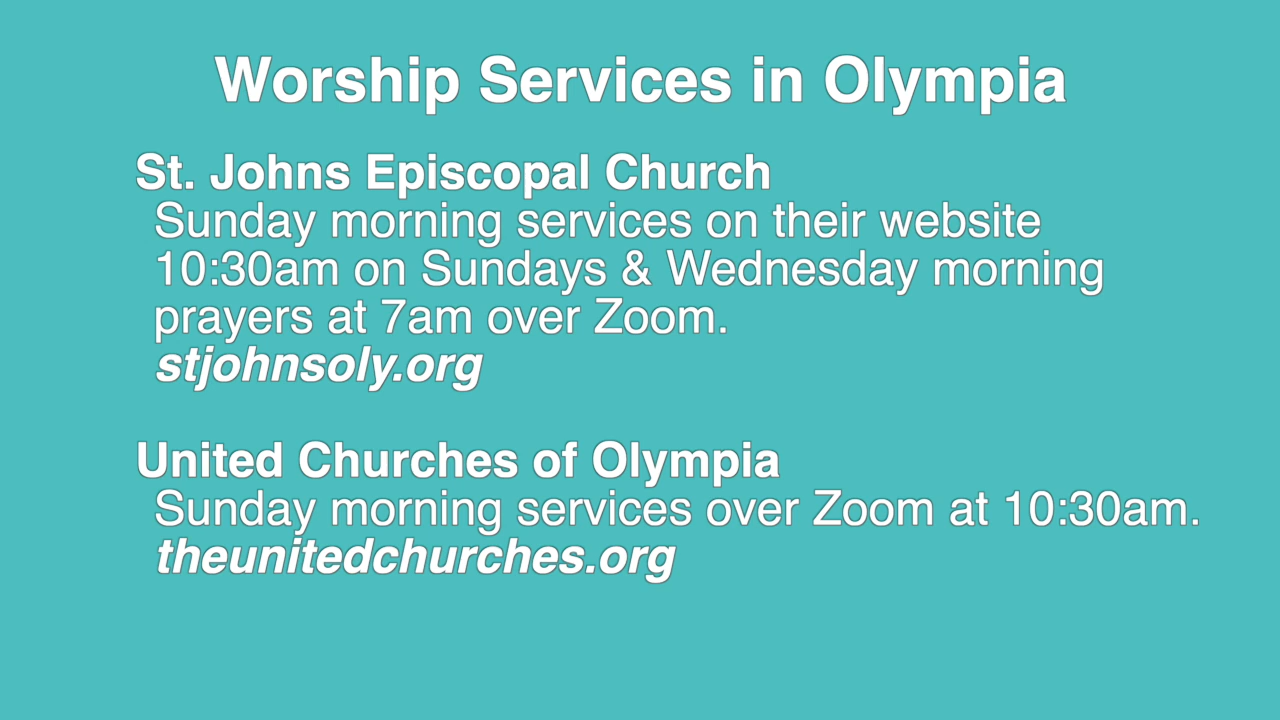 Worship Services in Olympia
St. Johns Episcopal Church
Sunday morning services on their website
10:30am on Sundays & Wednesday morning
prayers at 7am over Zoom.
stjohnsoly.org
United Churches of Olympia
Sunday morning services over Zoom at 10:30am.
theunitedchurches.org